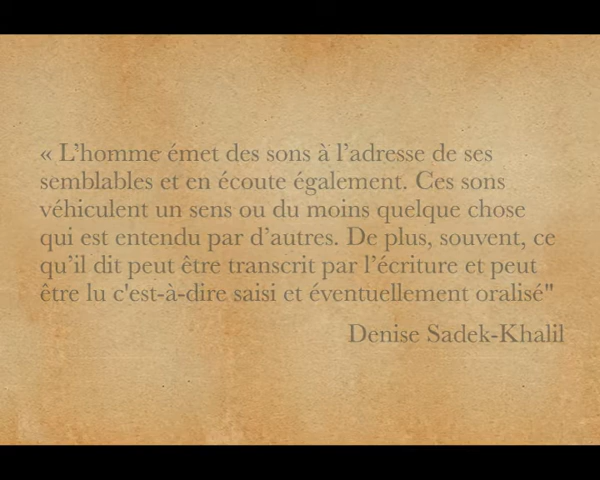 « L'homme émet des sons à l'adresse de ses
semblables et en écoute également. Ces sons
véhiculent un sens ou du moins quelque chose
qui est entendu par d'autres. De plus, souvent, ce
qu'il dit peut être transcrit par l'écriture et peut
être lu c'est-à-dire saisi et éventuellement oralisé"
Denise Sadek-Khalil